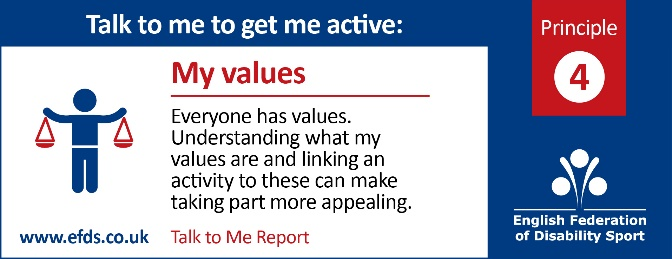 Talk to me to get me active:
Principle
4
My values
Everyone has values.
Understanding what my
values are and linking an
activity to these can make
taking part more appealing.
www.efds.co.uk
Talk to Me Report
English Federation
of Disability Sport